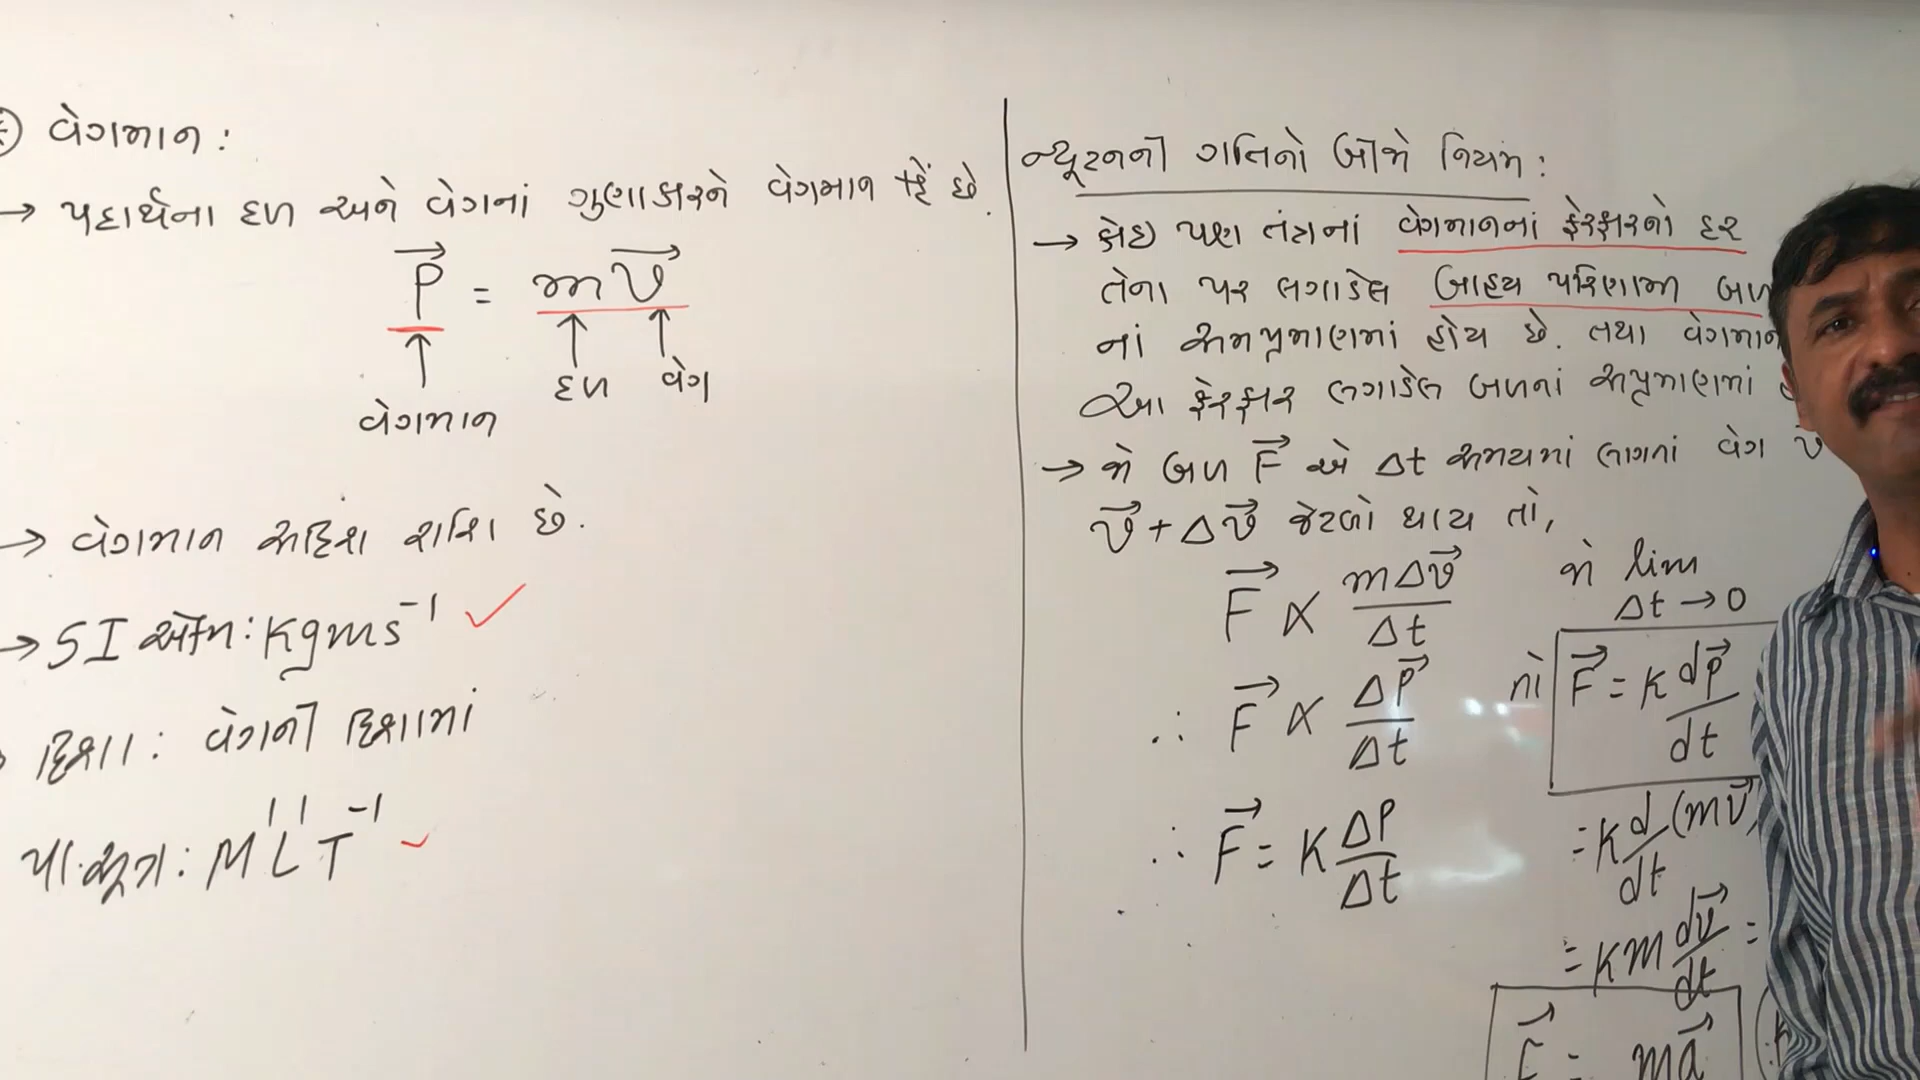 વેગમાન :
→ પદાર્થના દળ અને વેગનાં ગુણાકારને વેગમાન કહે છે.
P⃗ = mv⃗
↑ ↑ ↑
વેગમાન દળ વેગ
→ વેગમાન સદિશ રાશિ છે.
→ SI એકમ : Kgms⁻¹ ✓
દિશા : વેગની દિશામાં
પા.સૂત્ર : M¹L¹T⁻¹ ✓
ન્યૂટનની ગતિનો બીજો નિયમ :
→ કોઇ પણ તંત્રનાં વેગમાનનાં ફેરફારનો દર
તેના પર લગાડેલ બાહ્ય પરિણામી બળ
નાં સમપ્રમાણમાં હોય છે. તથા વેગમાન
આ ફેરફાર લગાડેલ બળનાં સપ્રમાણમાં
→ જો બળ F⃗ એ Δt સમયમાં લાગતાં વેગ v⃗
v⃗ + Δv⃗ જેટલો થાય તો,
F⃗ ∝ mΔv⃗/Δt
∴ F⃗ ∝ ΔP⃗/Δt
∴ F⃗ = K ΔP/Δt
જો lim
Δt → 0
તો F⃗ = K dp⃗/dt
= K d/dt (mv⃗)
= Km dv⃗/dt =
F⃗ = ma⃗